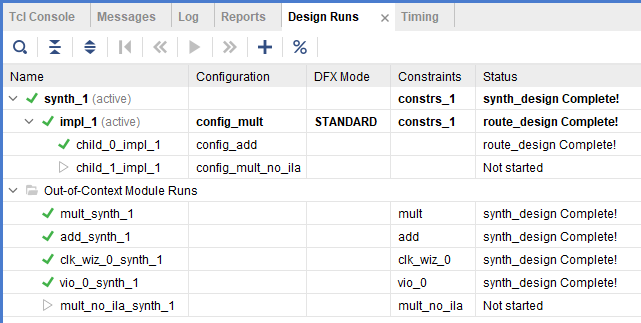 Tcl Console Messages Log Reports Design Runs × Timing
Name Configuration DFX Mode Constraints Status
synth_1 (active) constrs_1 synth_design Complete!
impl_1 (active) config_mult STANDARD constrs_1 route_design Complete!
child_0_impl_1 config_add route_design Complete!
child_1_impl_1 config_mult_no_ila Not started
Out-of-Context Module Runs
mult_synth_1 mult synth_design Complete!
add_synth_1 add synth_design Complete!
clk_wiz_0_synth_1 clk_wiz_0 synth_design Complete!
vio_0_synth_1 vio_0 synth_design Complete!
mult_no_ila_synth_1 mult_no_ila Not started